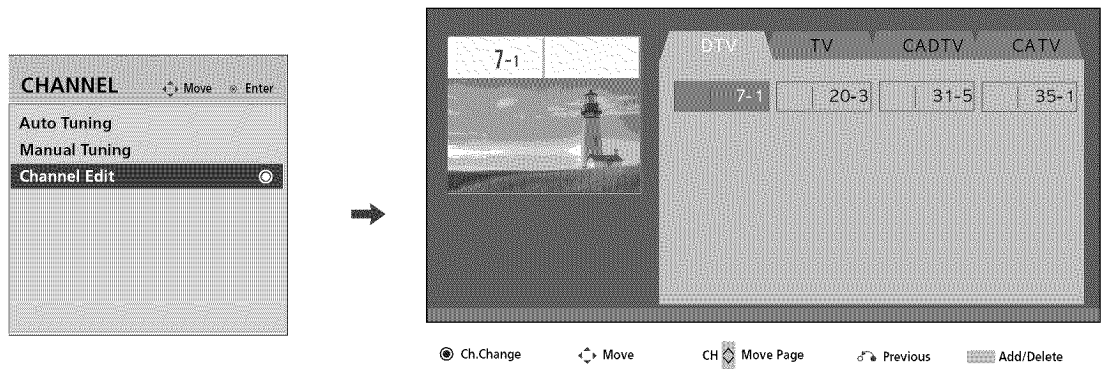 CHANNEL Move Enter
Auto Tuning
Manual Tuning
Channel Edit
7-1
DTV TV CADTV CATV
7-1 20-3 31-5 35-1
Ch.Change Move CH Move Page Previous Add/Delete